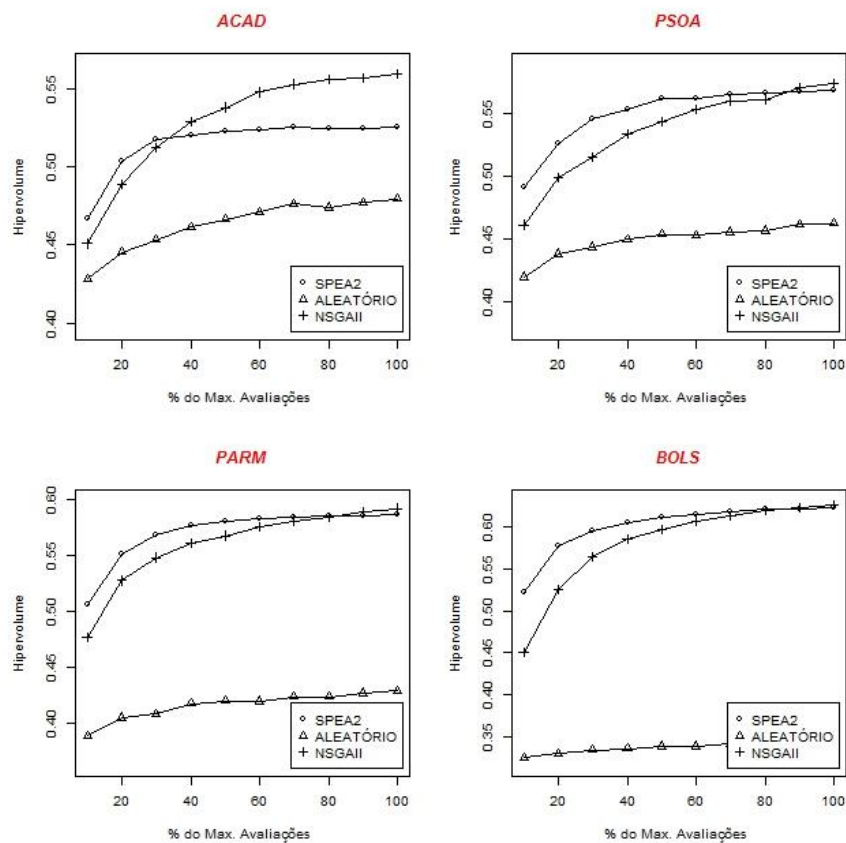 ACAD
Hipervolume
0.55
0.50
0.45
0.40
SPEA2
ALEATÓRIO
NSGAII
20 40 60 80 100
% do Max. Avaliações
PSOA
Hipervolume
0.55
0.50
0.45
0.40
SPEA2
ALEATÓRIO
NSGAII
20 40 60 80 100
% do Max. Avaliações
PARM
Hipervolume
0.60
0.55
0.50
0.45
0.40
SPEA2
ALEATÓRIO
NSGAII
20 40 60 80 100
% do Max. Avaliações
BOLS
Hipervolume
0.60
0.55
0.50
0.45
0.40
0.35
SPEA2
ALEATÓRIO
NSGAII
20 40 60 80 100
% do Max. Avaliações